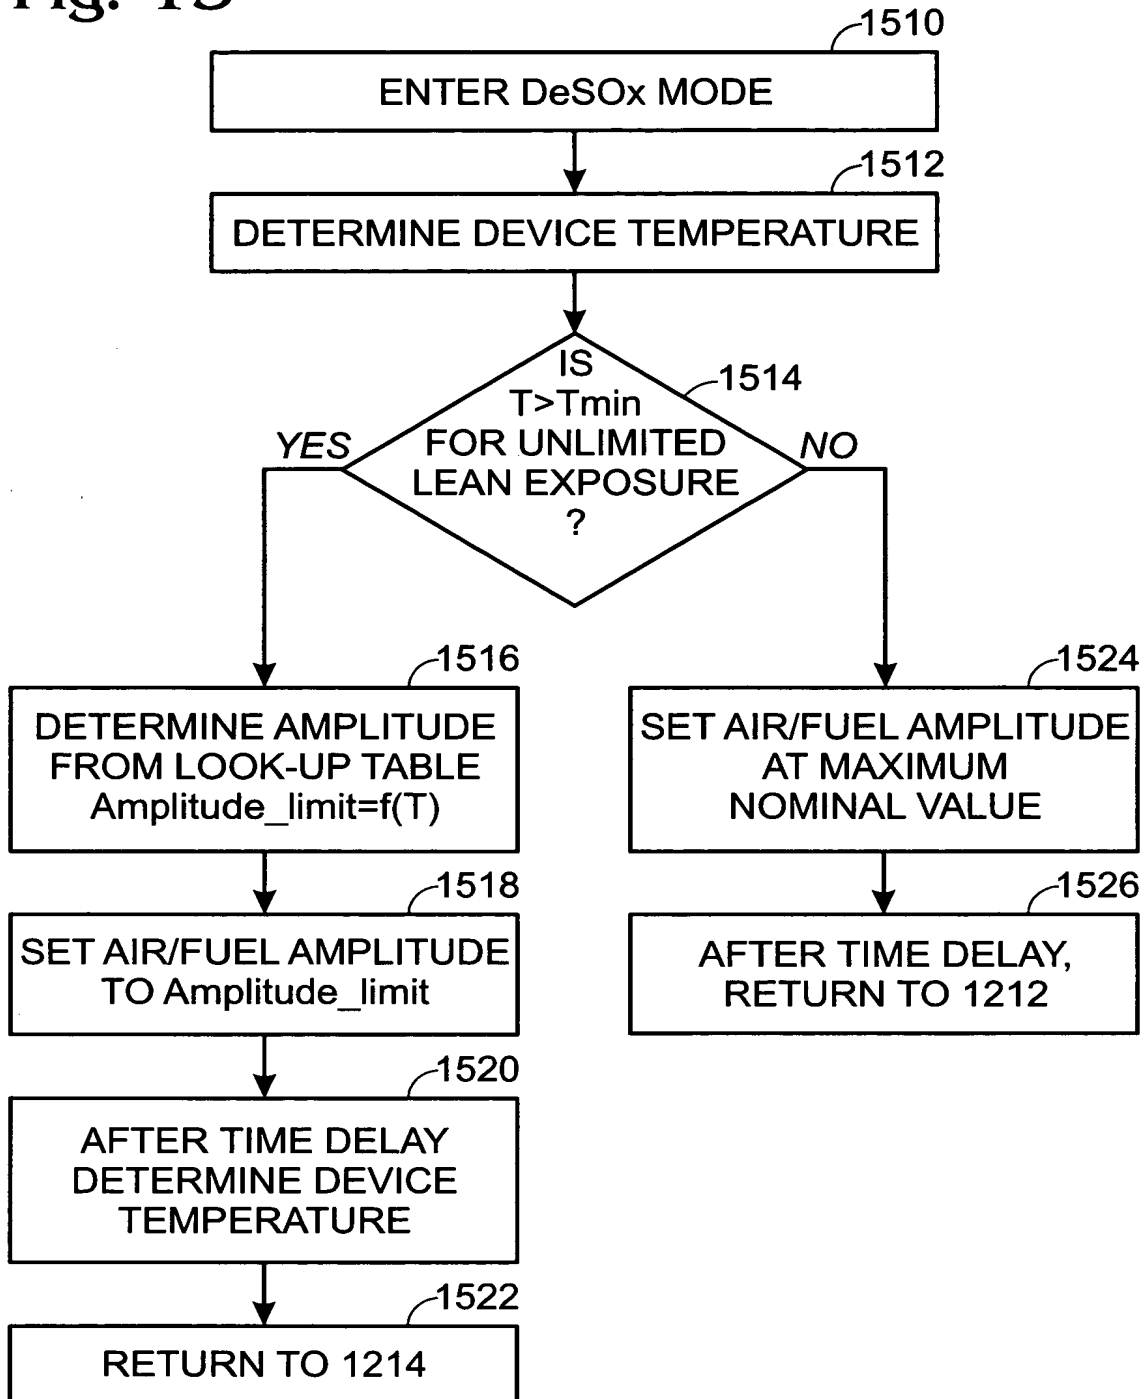 Fig. 15
1510
ENTER DeSOx MODE
1512
DETERMINE DEVICE TEMPERATURE
1514
IS
T>Tmin
FOR UNLIMITED
LEAN EXPOSURE
?
YES
NO
1516
DETERMINE AMPLITUDE
FROM LOOK-UP TABLE
Amplitude_limit=f(T)
1518
SET AIR/FUEL AMPLITUDE
TO Amplitude_limit
1520
AFTER TIME DELAY
DETERMINE DEVICE
TEMPERATURE
1522
RETURN TO 1214
1524
SET AIR/FUEL AMPLITUDE
AT MAXIMUM
NOMINAL VALUE
1526
AFTER TIME DELAY,
RETURN TO 1212